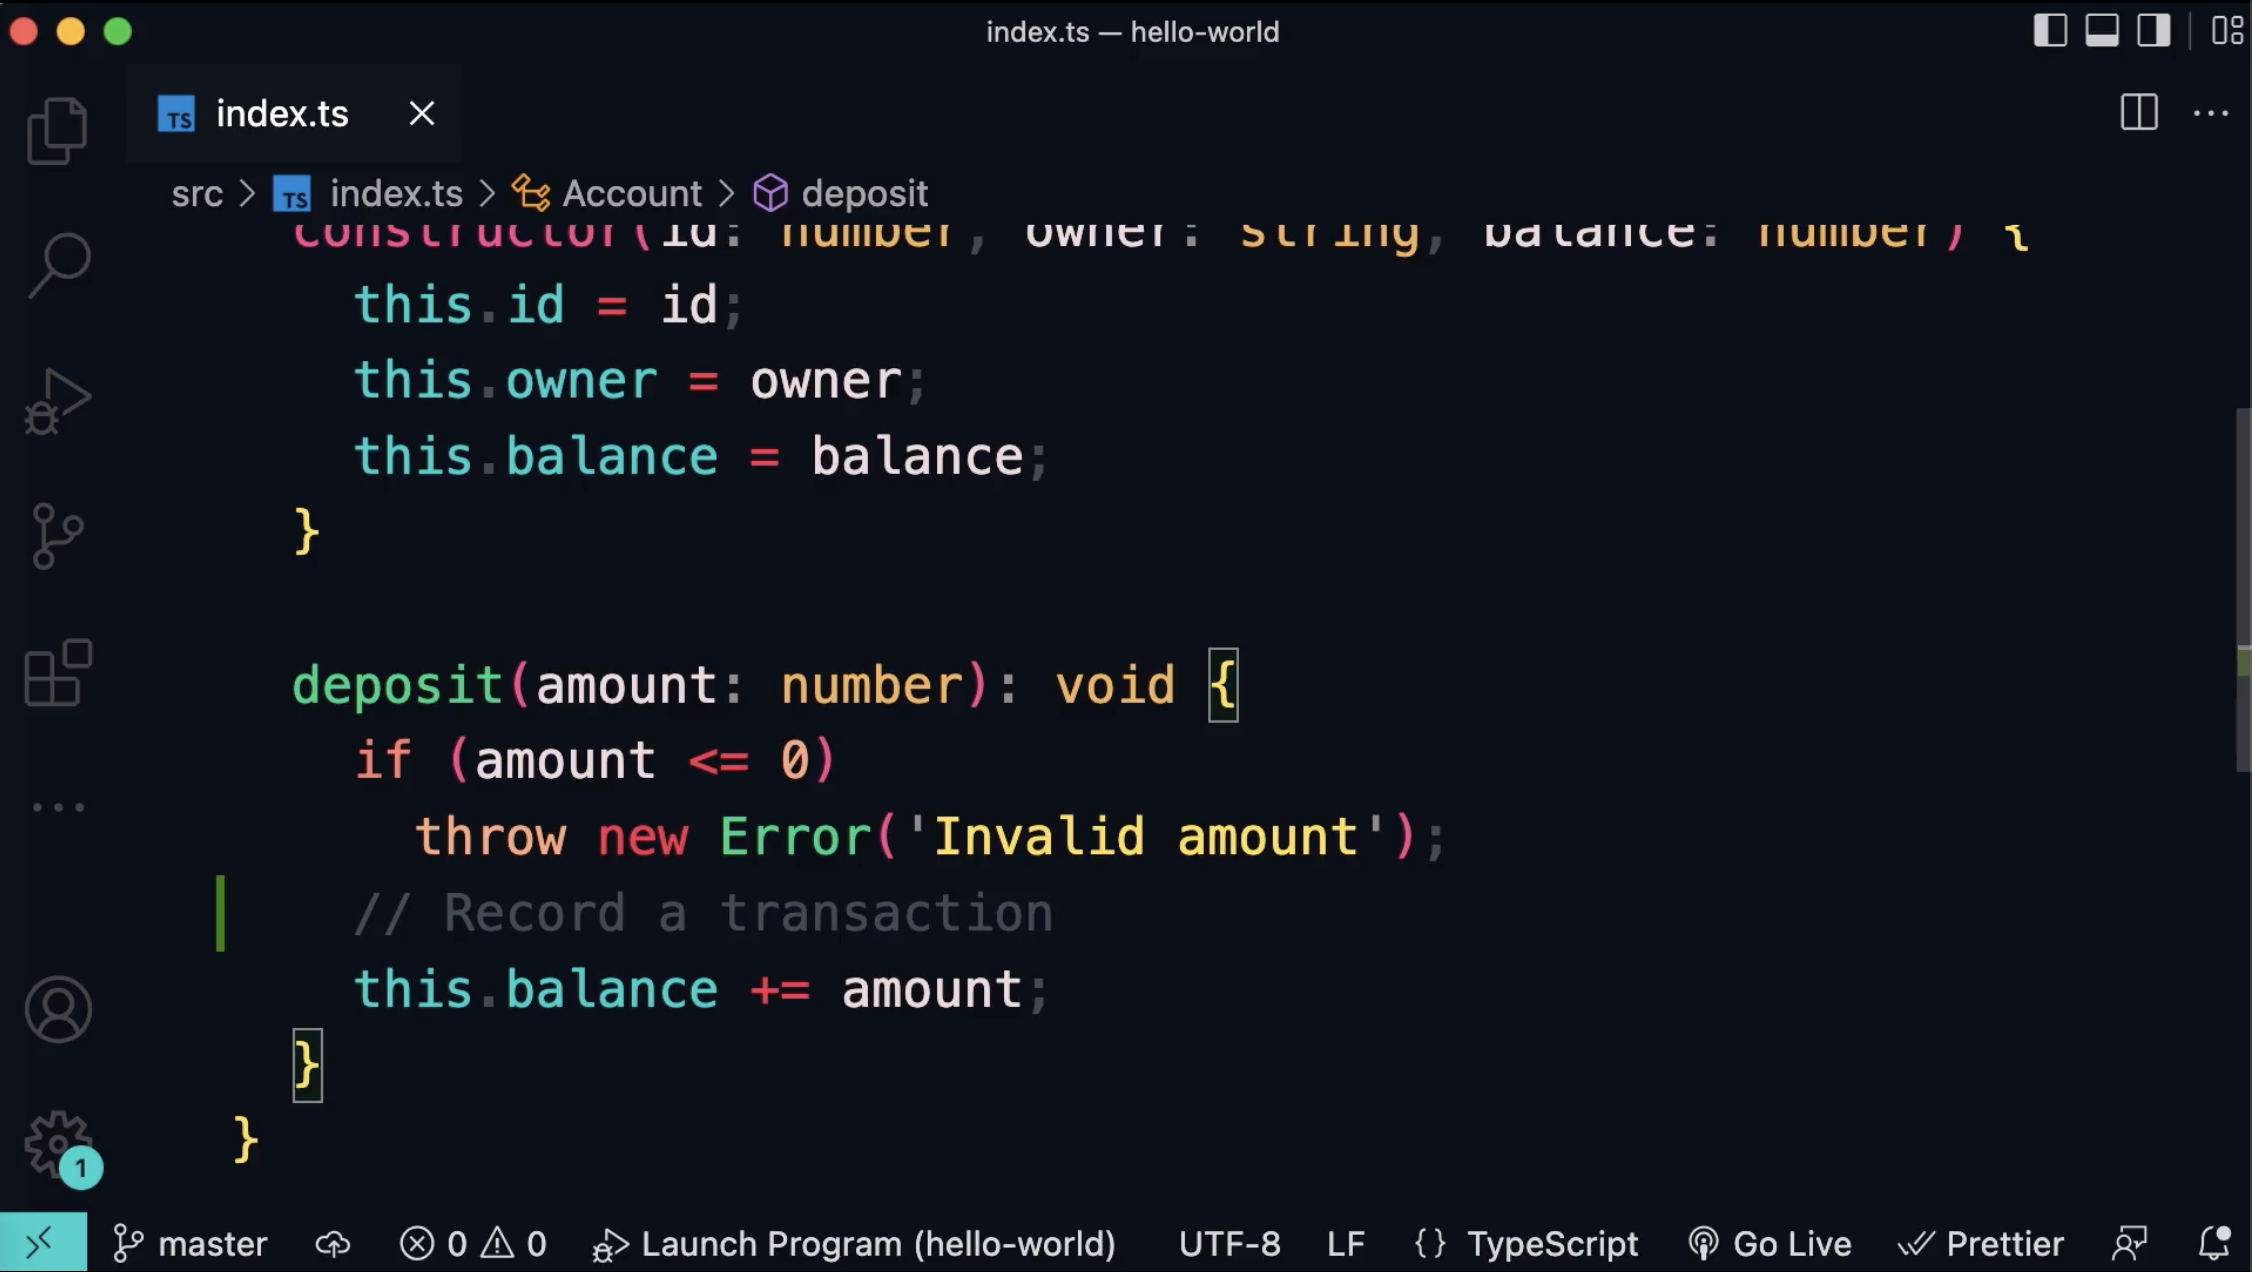 index.ts — hello-world
TS index.ts
src > TS index.ts > Account > deposit
constructor(id: number, owner: string, balance: number) {
this.id = id;
this.owner = owner;
this.balance = balance;
}
deposit(amount: number): void {
if (amount <= 0)
throw new Error('Invalid amount');
// Record a transaction
this.balance += amount;
}
}
1
master 0 0 Launch Program (hello-world) UTF-8 LF {} TypeScript Go Live Prettier